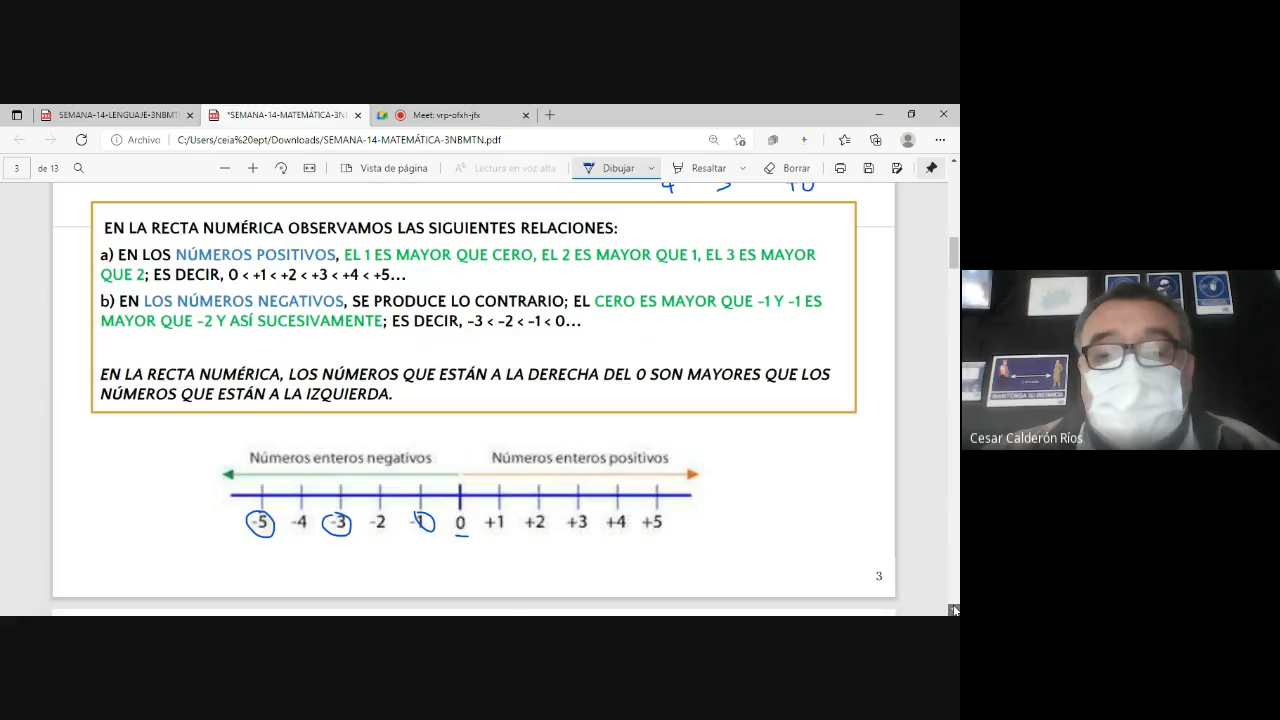 SEMANA-14-LENGUAJE-3NBMT
*SEMANA-14-MATEMÁTICA-3NB
Meet: vrp-ofxh-jfx
Archivo
C:/Users/ceia%20ept/Downloads/SEMANA-14-MATEMÁTICA-3NBMTN.pdf
3 de 13
Vista de página
Lectura en voz alta
Dibujar
Resaltar
Borrar
EN LA RECTA NUMÉRICA OBSERVAMOS LAS SIGUIENTES RELACIONES:
a) EN LOS NÚMEROS POSITIVOS, EL 1 ES MAYOR QUE CERO, EL 2 ES MAYOR QUE 1, EL 3 ES MAYOR
QUE 2; ES DECIR, 0 < +1 < +2 < +3 < +4 < +5...
b) EN LOS NÚMEROS NEGATIVOS, SE PRODUCE LO CONTRARIO; EL CERO ES MAYOR QUE -1 Y -1 ES
MAYOR QUE -2 Y ASÍ SUCESIVAMENTE; ES DECIR, -3 < -2 < -1 < 0...
EN LA RECTA NUMÉRICA, LOS NÚMEROS QUE ESTÁN A LA DERECHA DEL 0 SON MAYORES QUE LOS
NÚMEROS QUE ESTÁN A LA IZQUIERDA.
Números enteros negativos Números enteros positivos
-5 -4 -3 -2 -1 0 +1 +2 +3 +4 +5
3
MANTENGA SU DISTANCIA
Cesar Calderón Ríos